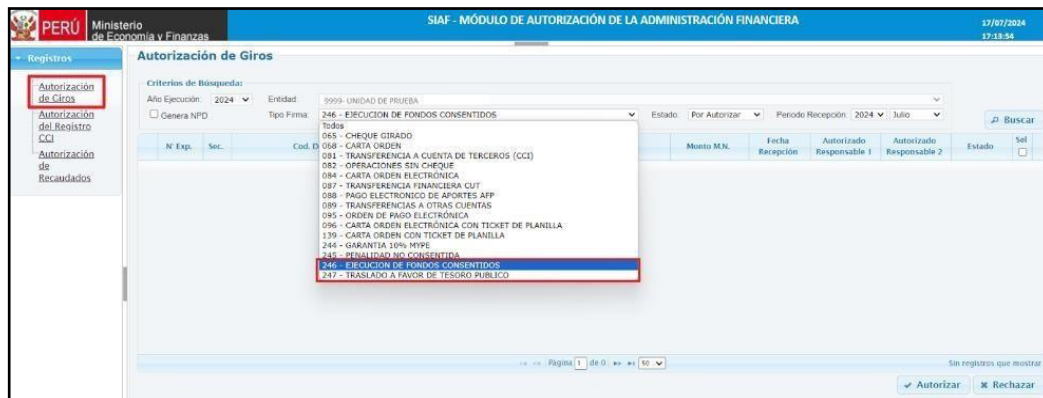 PERÚ Ministerio de Economía y Finanzas
SIAF - MÓDULO DE AUTORIZACIÓN DE LA ADMINISTRACIÓN FINANCIERA
17/07/2024
17:13:54
Registros
Autorización de Giros
Autorización del Registro CCI
Autorización de Recaudados
Autorización de Giros
Criterios de Búsqueda:
Año Ejecución: 2024 Entidad: 9999- UNIDAD DE PRUEBA
Genera NPD Tipo Firma: 246 - EJECUCION DE FONDOS CONSENTIDOS Estado: Por Autorizar Periodo Recepción: 2024 Julio Buscar
N° Exp. Sec. Cod. D Monto M.N. Fecha Recepción Autorizado Responsable 1 Autorizado Responsable 2 Estado Sel
Todos
065 - CHEQUE GIRADO
068 - CARTA ORDEN
081 - TRANSFERENCIA A CUENTA DE TERCEROS (CCI)
082 - OPERACIONES SIN CHEQUE
084 - CARTA ORDEN ELECTRÓNICA
087 - TRANSFERENCIA FINANCIERA CUT
088 - PAGO ELECTRONICO DE APORTES AFP
089 - TRANSFERENCIAS A OTRAS CUENTAS
095 - ORDEN DE PAGO ELECTRÓNICA
096 - CARTA ORDEN ELECTRÓNICA CON TICKET DE PLANILLA
139 - CARTA ORDEN CON TICKET DE PLANILLA
244 - GARANTIA 10% MYPE
245 - PENALIDAD NO CONSENTIDA
246 - EJECUCION DE FONDOS CONSENTIDOS
247 - TRASLADO A FAVOR DE TESORO PUBLICO
Página 1 de 0 50
Sin registros que mostrar
Autorizar Rechazar